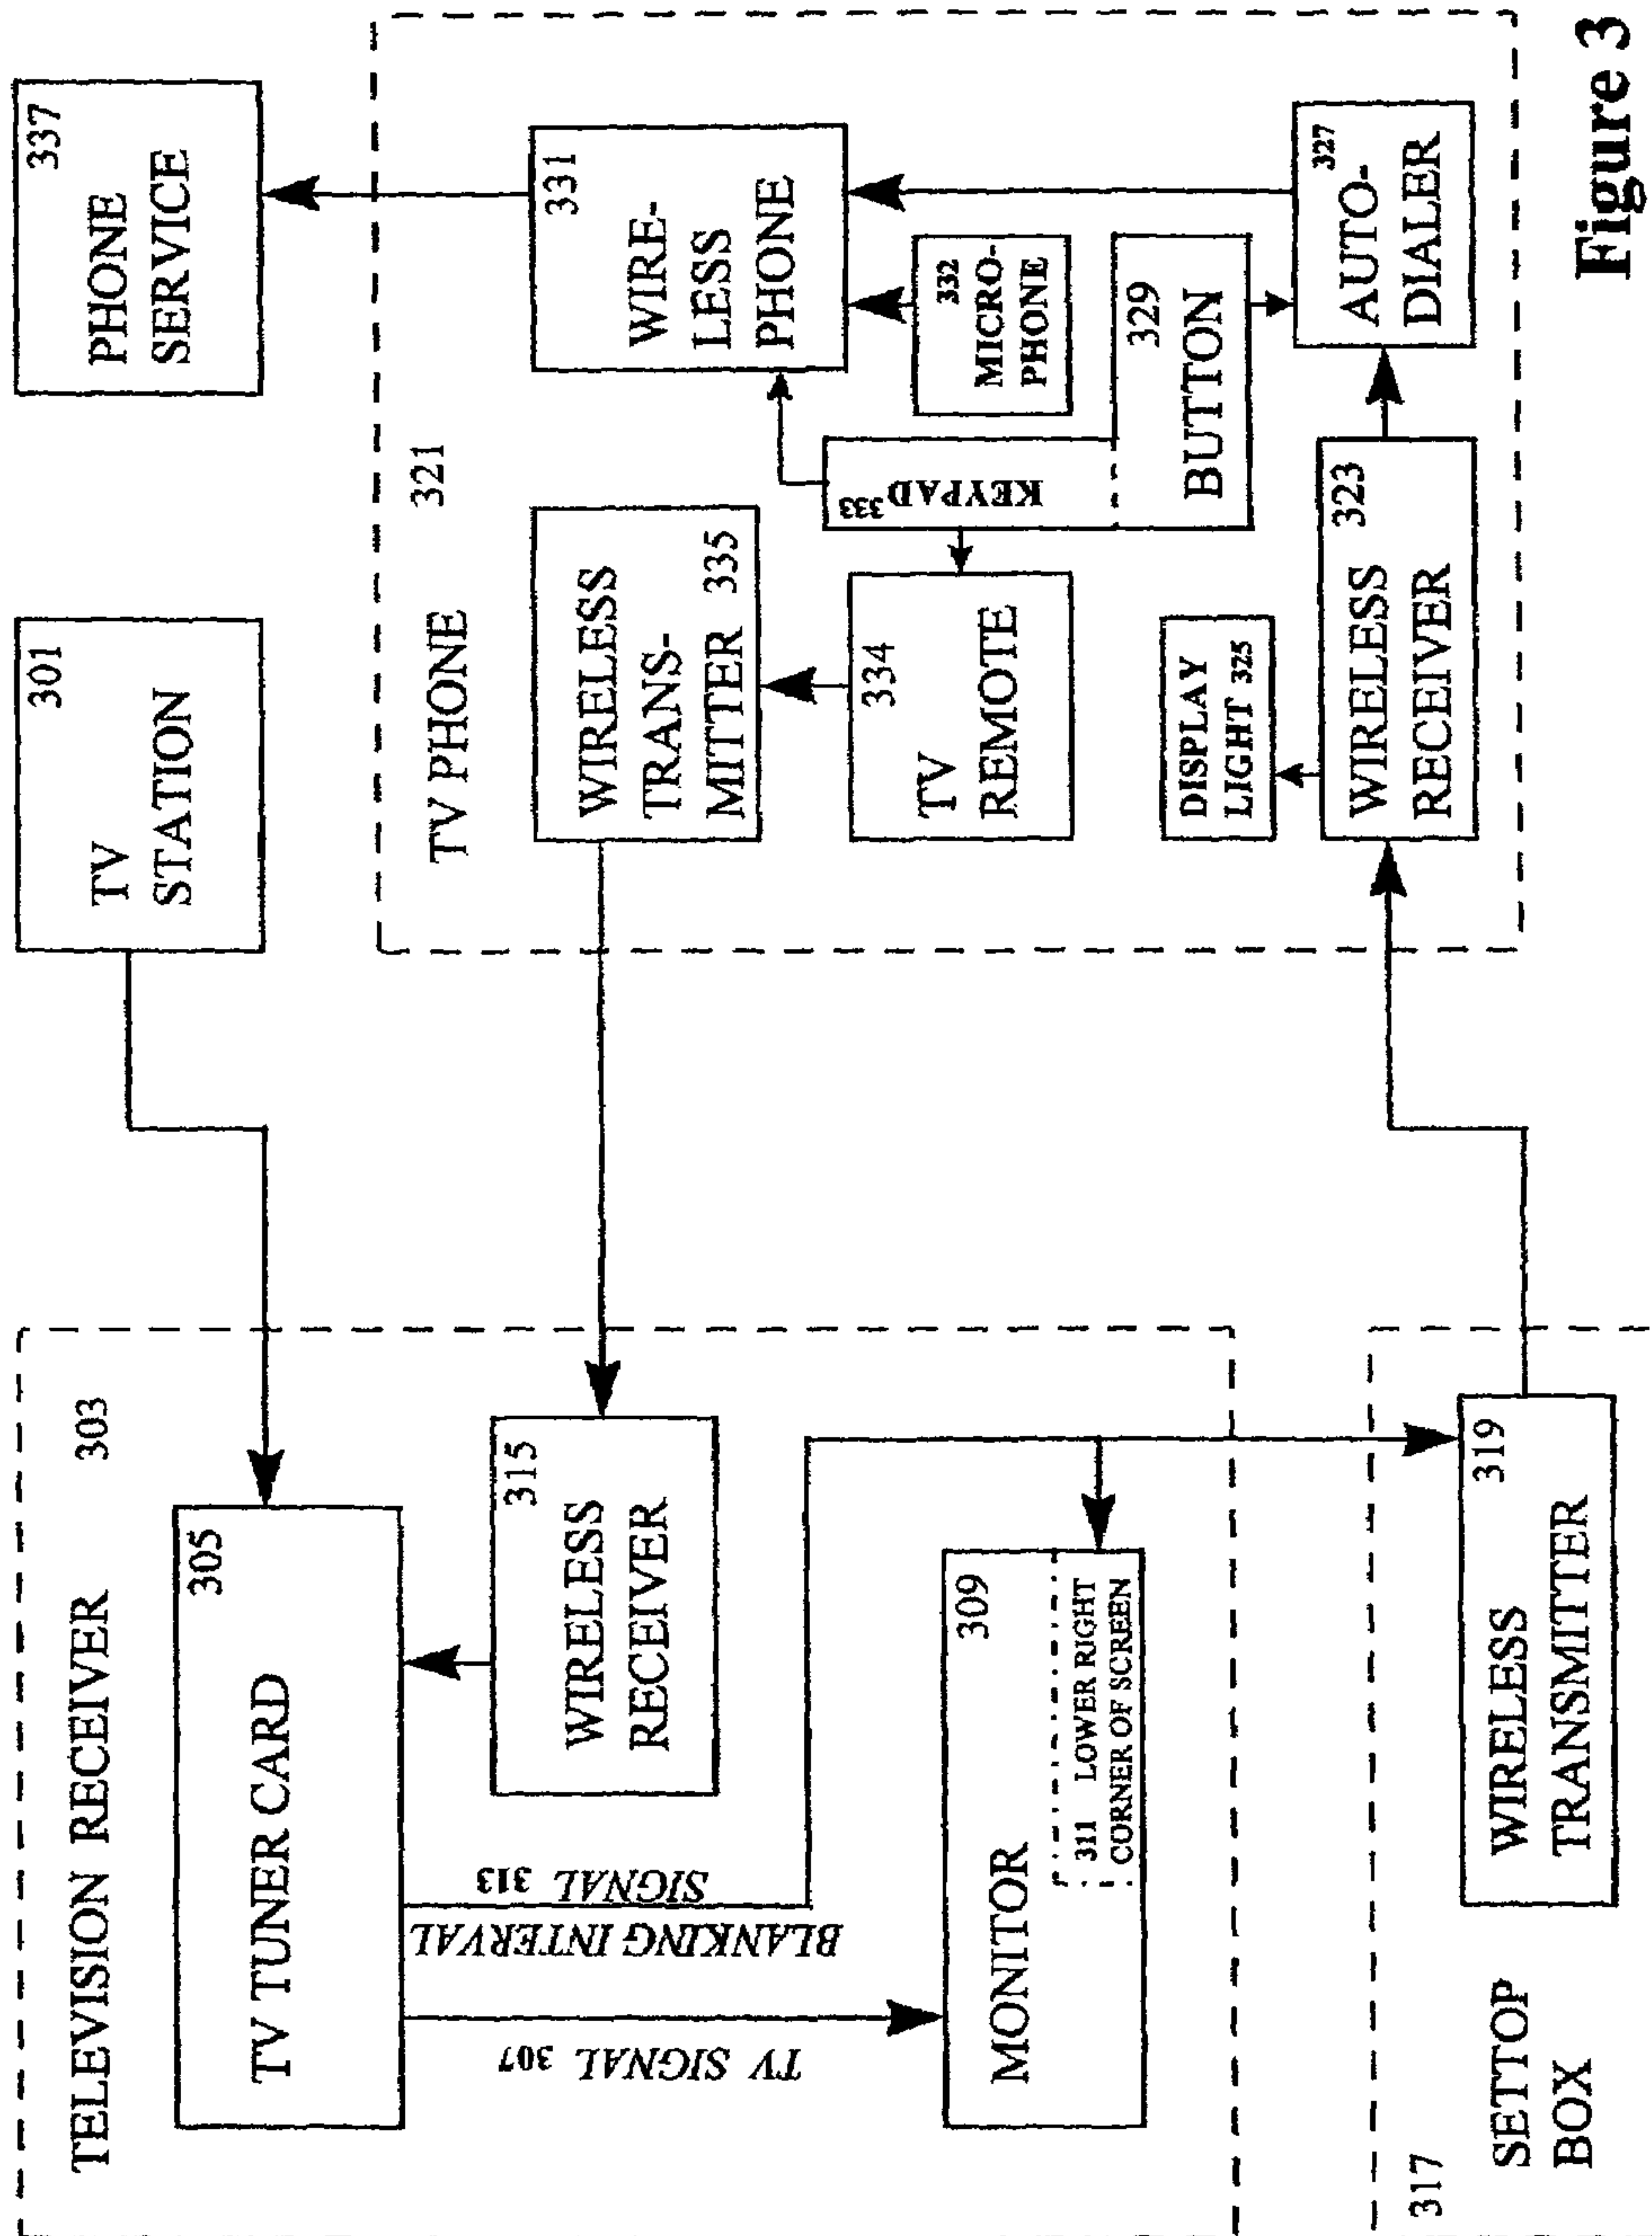 TELEVISION RECEIVER 303
TV TUNER CARD
305
WIRELESS
RECEIVER
315
TV SIGNAL 307
BLANKING INTERVAL
SIGNAL 313
MONITOR
309
311 LOWER RIGHT
CORNER OF SCREEN
317
SETTOP
BOX
WIRELESS
TRANSMITTER
319
TV
STATION
301
PHONE
SERVICE
337
TV PHONE 321
WIRELESS
TRANS-
MITTER 335
WIRE-
LESS
PHONE
331
TV
REMOTE
334
KEYPAD
333
332
MICRO-
PHONE
329
BUTTON
DISPLAY
LIGHT 325
WIRELESS
RECEIVER
323
AUTO-
DIALER
327
Figure 3